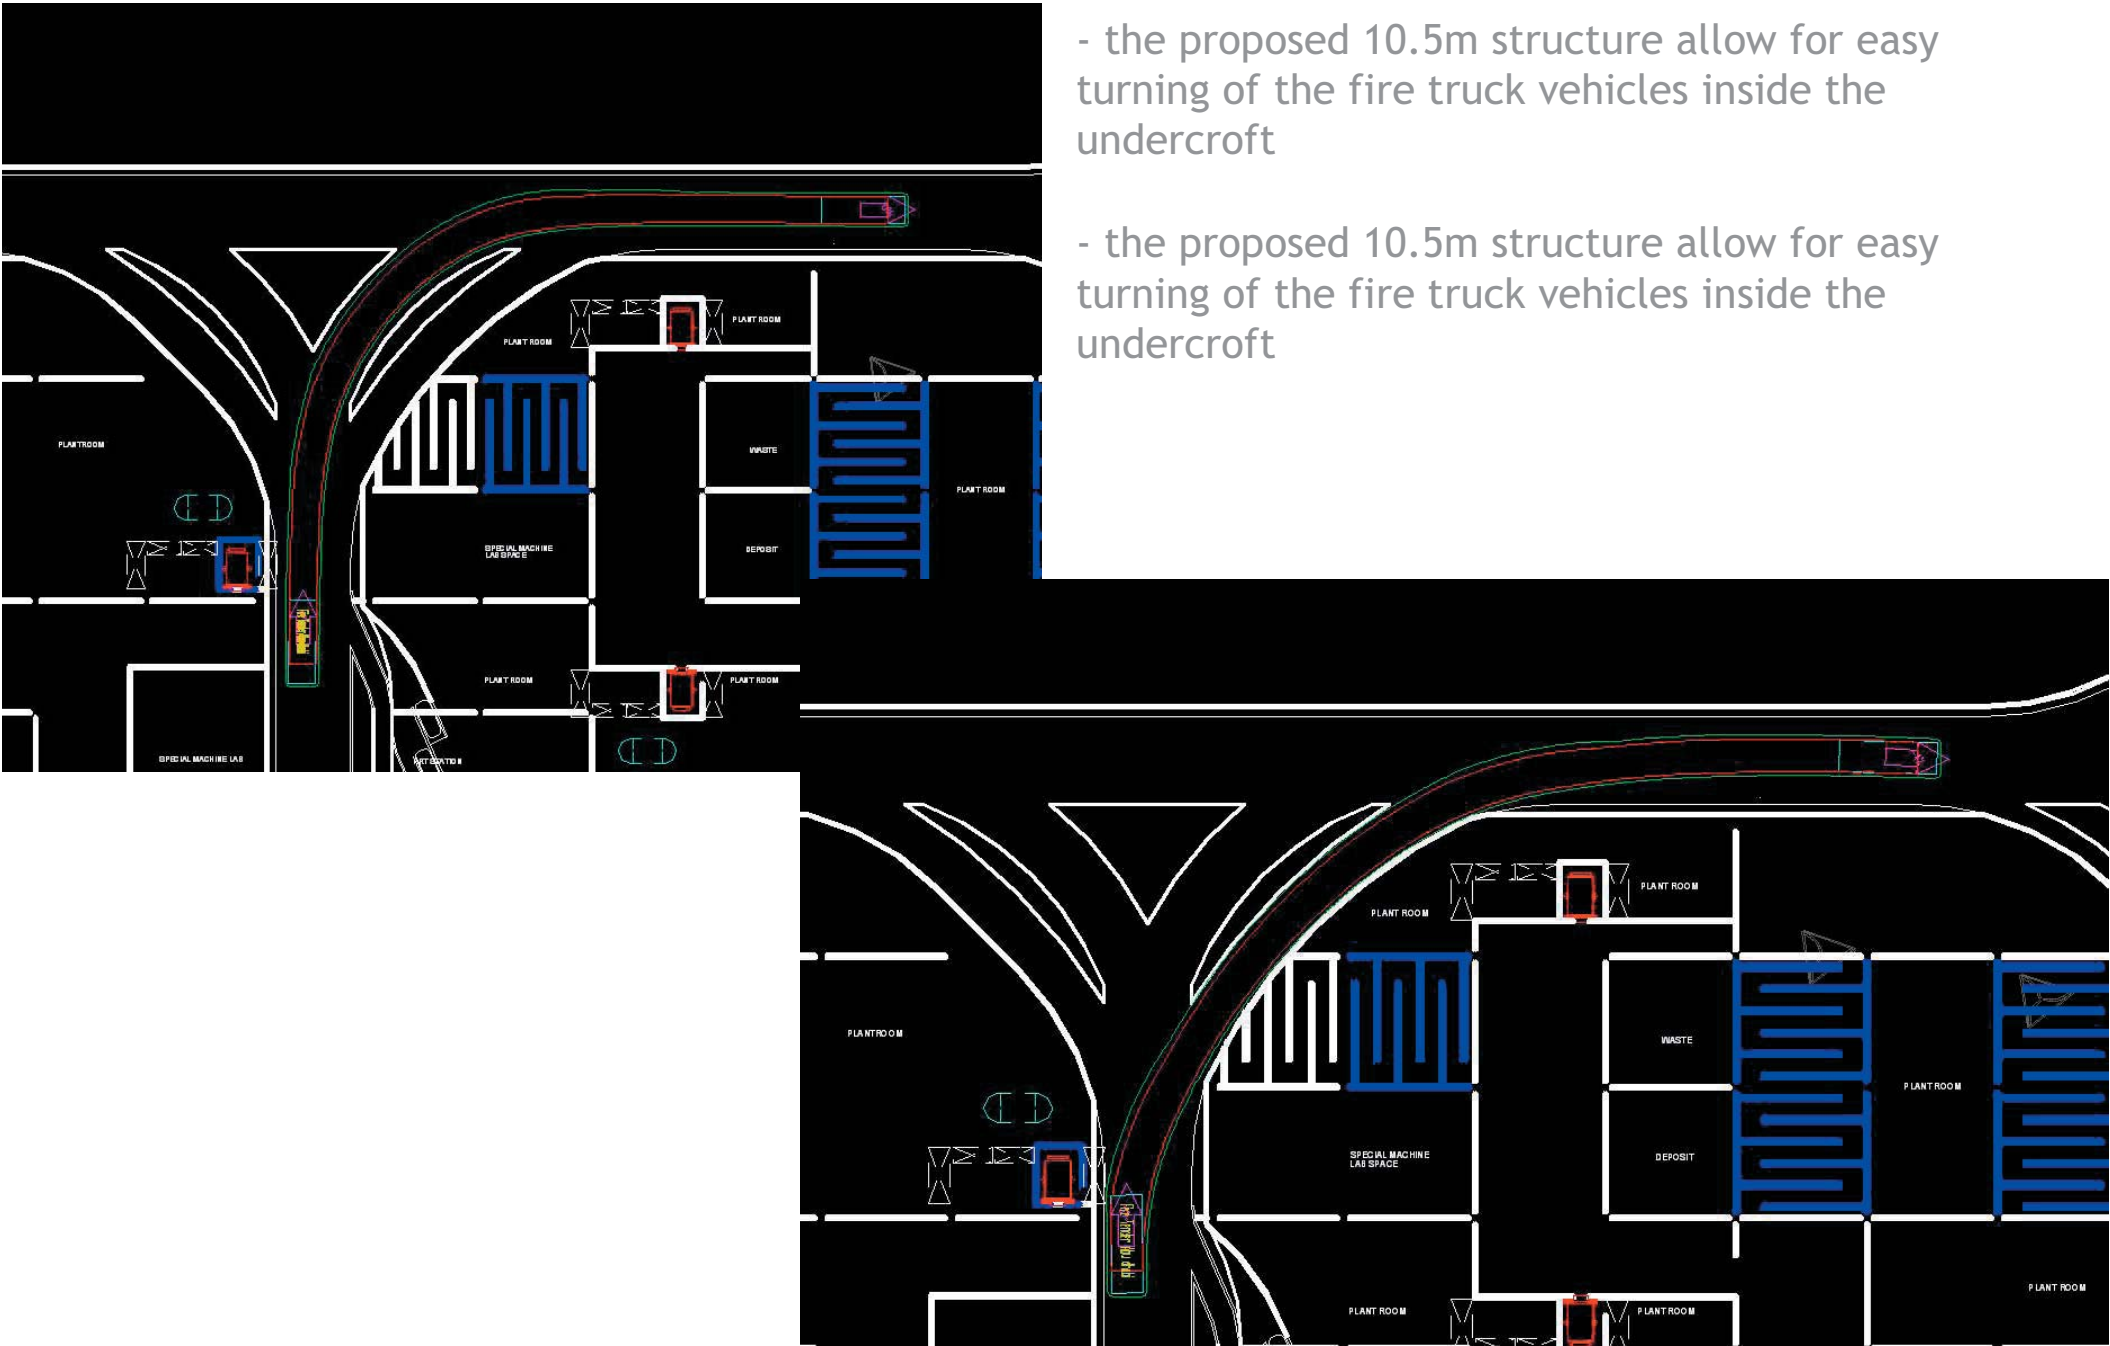 - the proposed 10.5m structure allow for easy
turning of the fire truck vehicles inside the
undercroft
- the proposed 10.5m structure allow for easy
turning of the fire truck vehicles inside the
undercroft
PLANT ROOM
PLANT ROOM
PLANTROOM
WASTE
PLANT ROOM
SPECIAL MACHINE
LAB SPACE
DEPOSIT
PLANT ROOM
PLANT ROOM
SPECIAL MACHINE LAB
PLANT ROOM
PLANT ROOM
PLANTROOM
WASTE
PLANT ROOM
SPECIAL MACHINE
LAB SPACE
DEPOSIT
PLANT ROOM
PLANT ROOM
PLANT ROOM